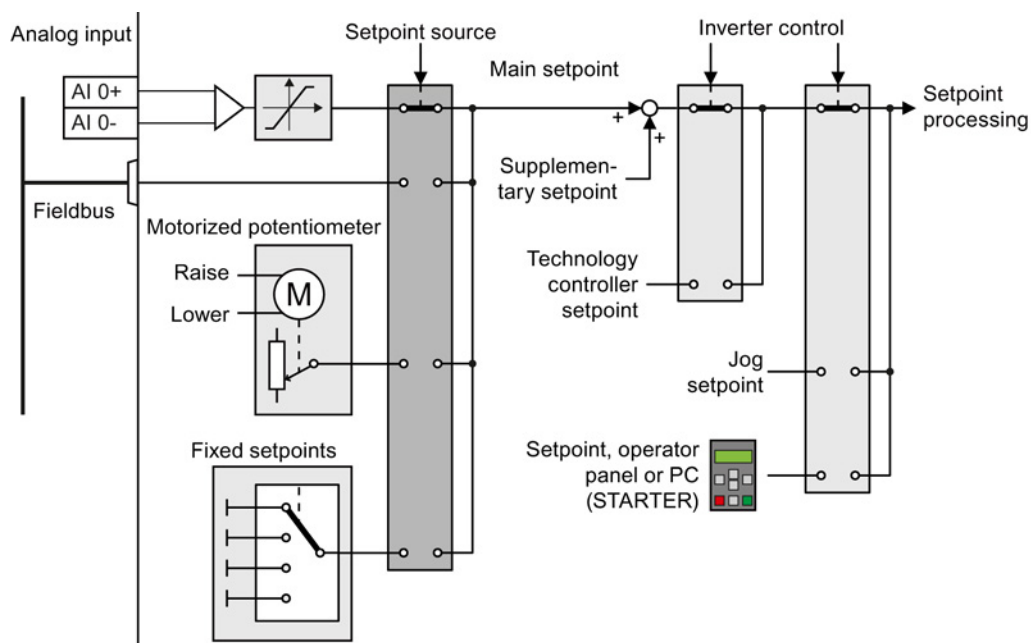 Analog input
AI 0+
AI 0-
Fieldbus
Setpoint source
Main setpoint
Inverter control
Setpoint
processing
Supplemen-
tary setpoint
Motorized potentiometer
Raise
Lower
M
Technology
controller
setpoint
Jog
setpoint
Fixed setpoints
Setpoint, operator
panel or PC
(STARTER)
+
+